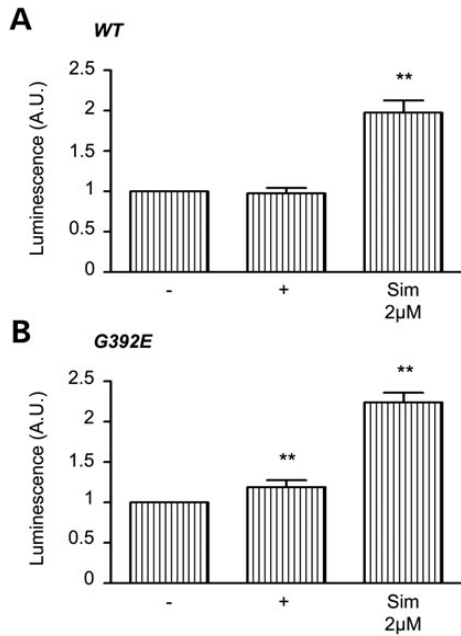 A
WT
Luminescence (A.U.)
2.5
2
1.5
1
0.5
0
**
- + Sim
2µM
B
G392E
Luminescence (A.U.)
2.5
2
1.5
1
0.5
0
** **
- + Sim
2µM